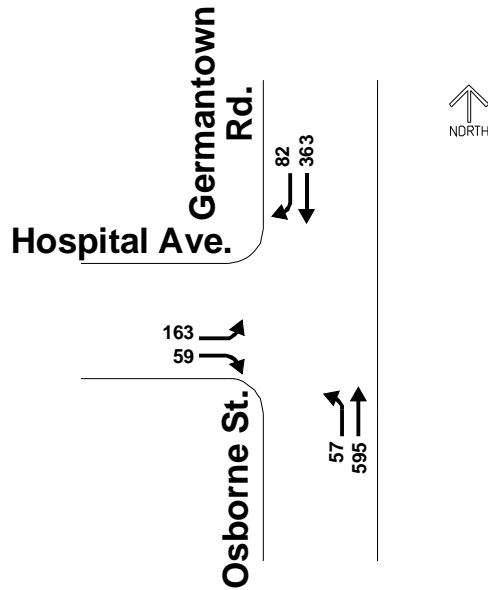 Germantown
Rd.
82
363
NORTH
Hospital Ave.
163
59
Osborne St.
57
595